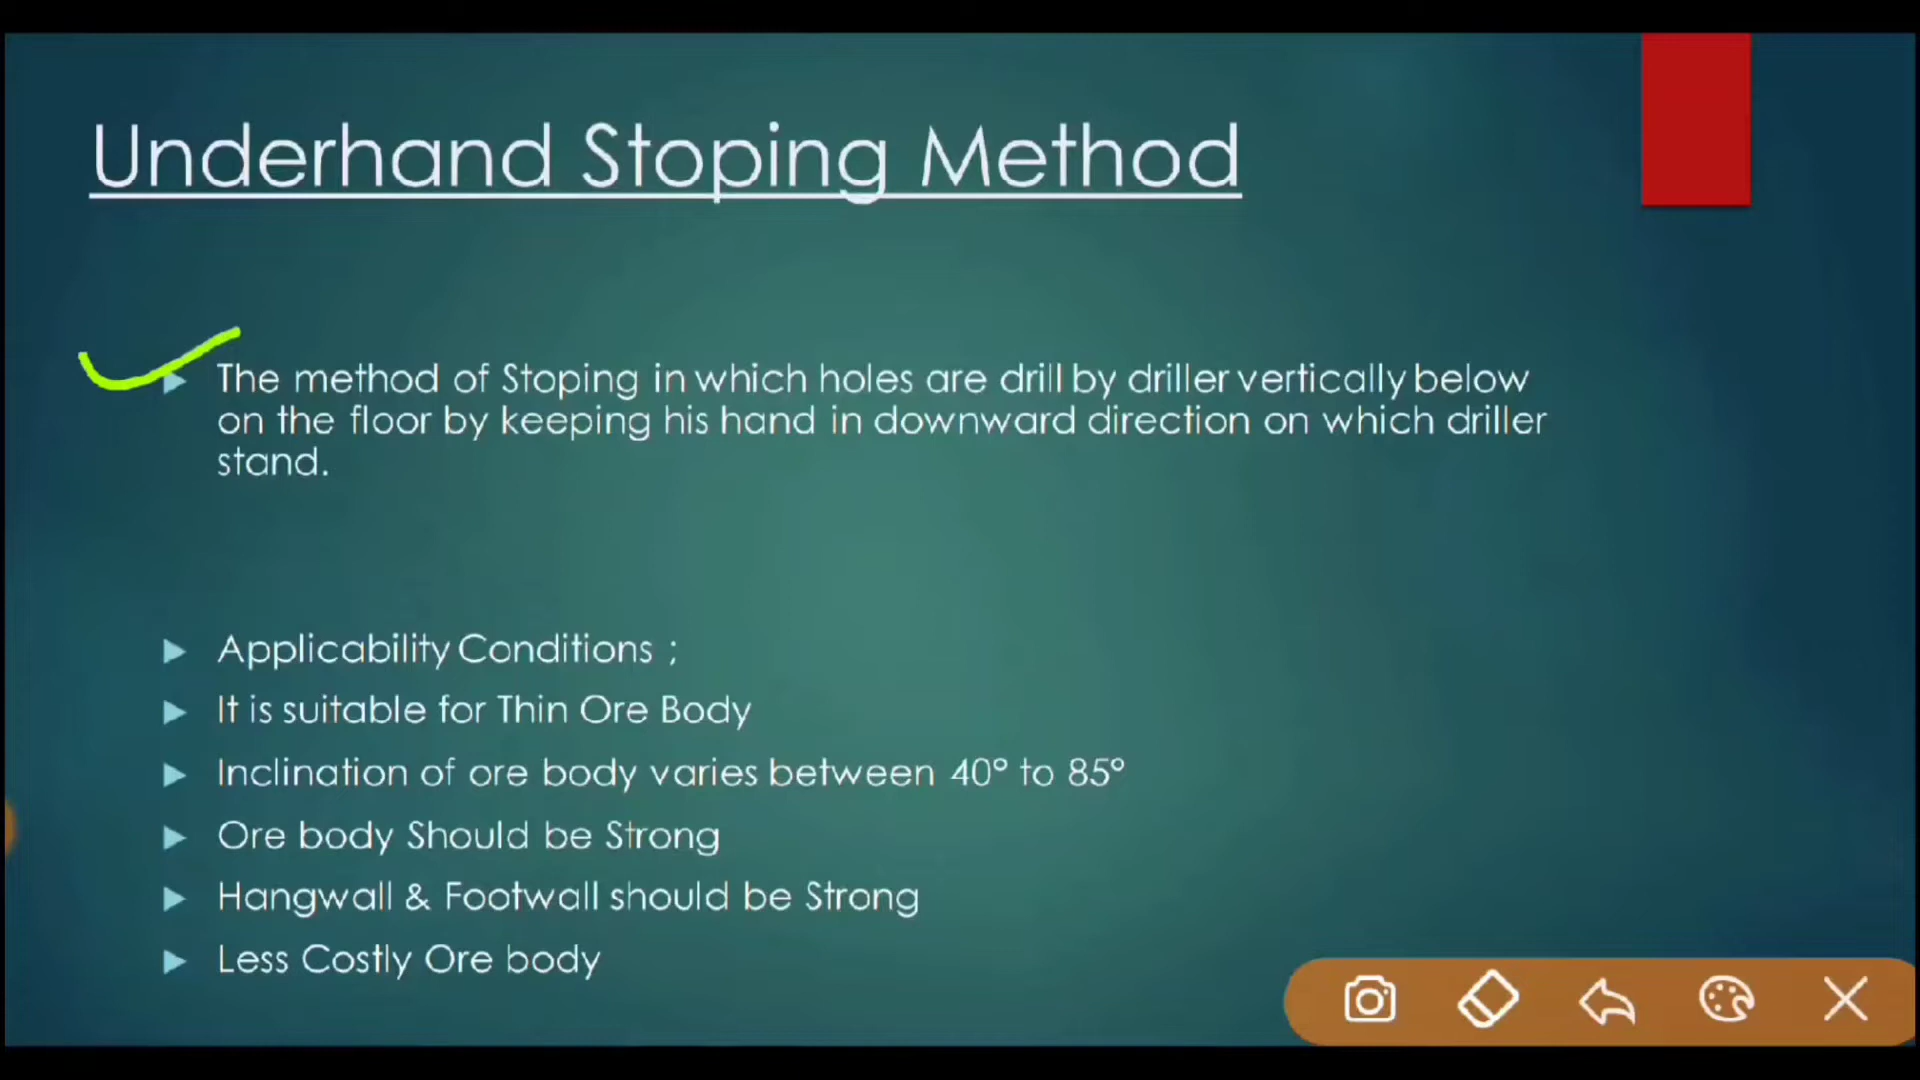 Underhand Stoping Method
The method of Stoping in which holes are drill by driller vertically below
on the floor by keeping his hand in downward direction on which driller
stand.
Applicability Conditions ;
It is suitable for Thin Ore Body
Inclination of ore body varies between 40° to 85°
Ore body Should be Strong
Hangwall & Footwall should be Strong
Less Costly Ore body